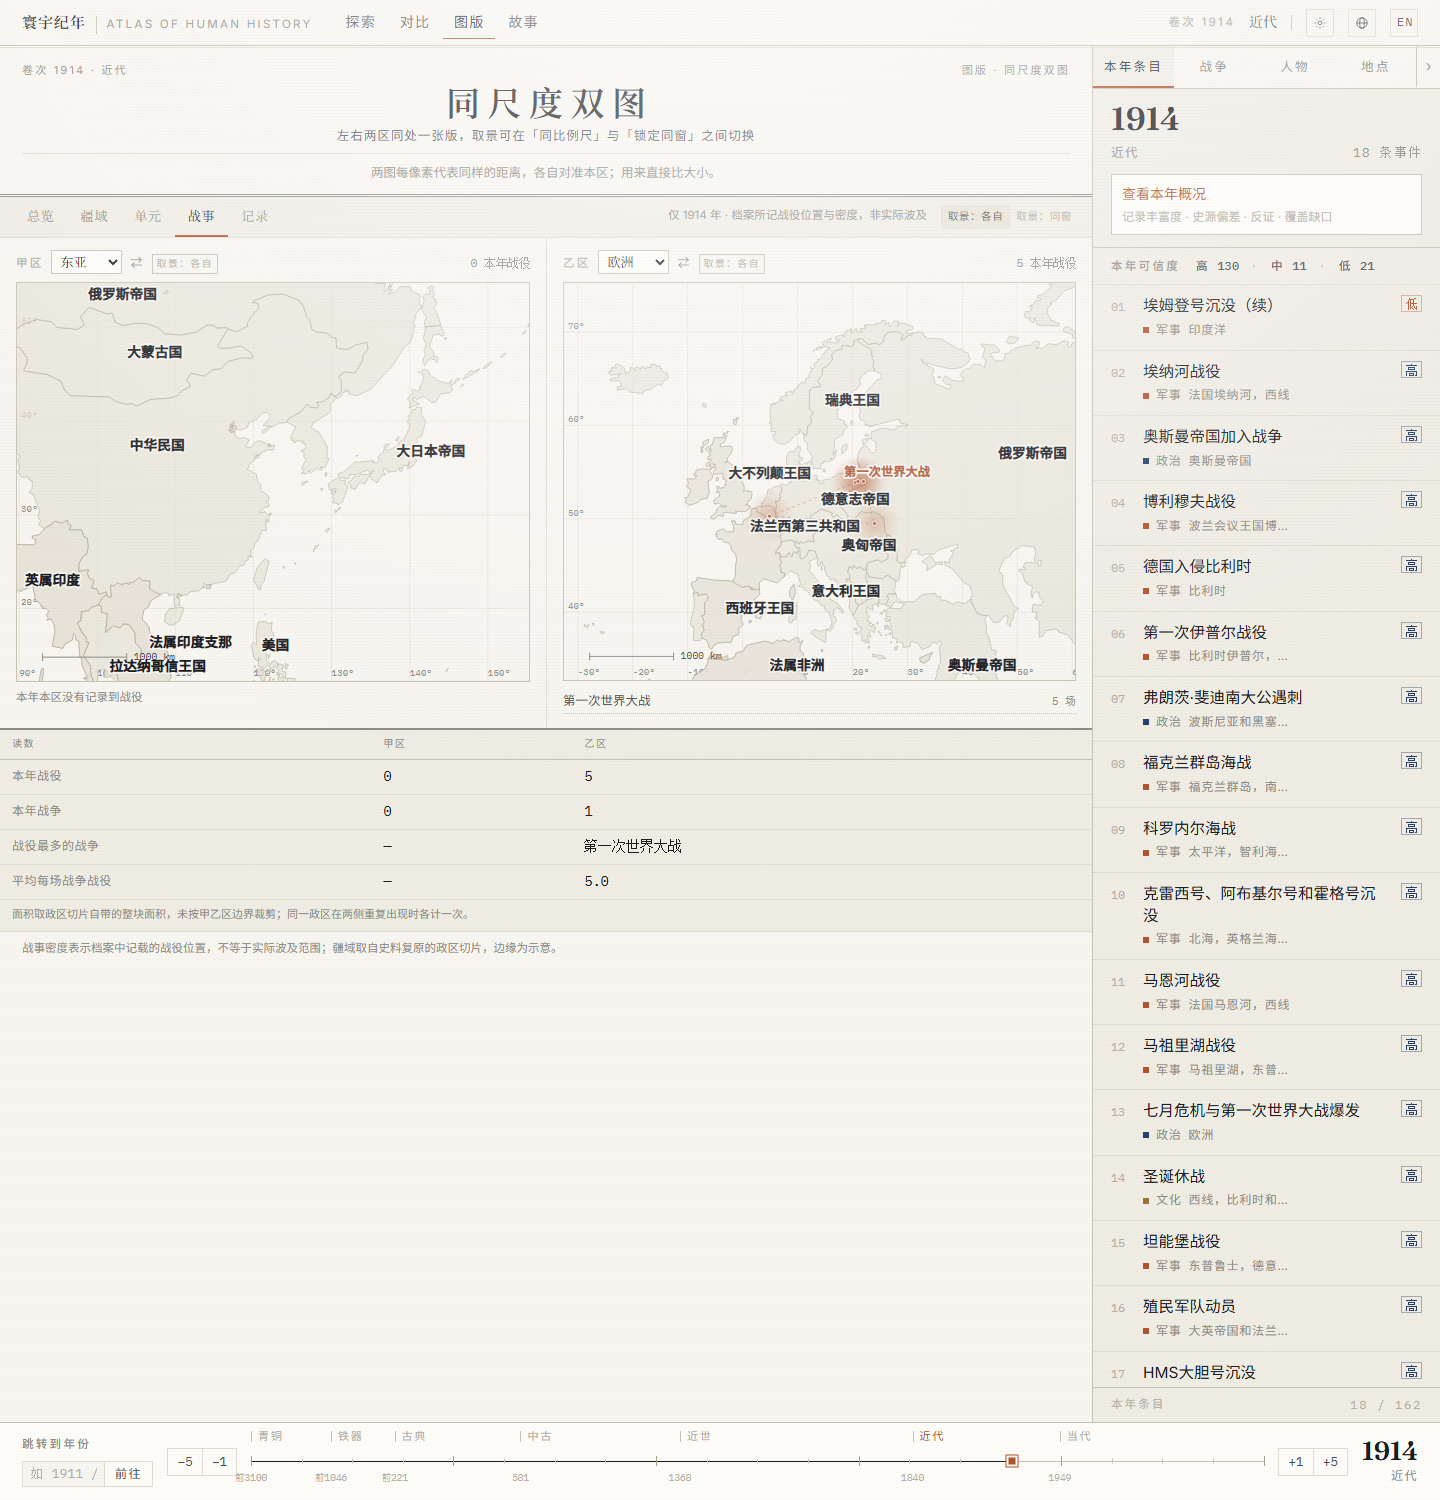 寰宇纪年 ATLAS OF HUMAN HISTORY 探索 对比 图版 故事 卷次 1914 近代 EN
卷次 1914 · 近代
图版 · 同尺度双图
同尺度双图
左右两区同处一张版，取景可在「同比例尺」与「锁定同窗」之间切换
两图每像素代表同样的距离，各自对准本区；用来直接比大小。
总览 疆域 单元 战事 记录
仅 1914 年 · 档案所记战役位置与密度，非实际波及 取景：各自 取景：同窗
甲区 东亚 ⇄ 取景：各自 0 本年战役
俄罗斯帝国
大蒙古国
40°
中华民国
大日本帝国
30°
英属印度
20°
法属印度支那
美国
1000 km
拉达纳哥信王国
90° 130° 140° 150°
本年本区没有记录到战役
乙区 欧洲 ⇄ 取景：各自 5 本年战役
70°
瑞典王国
60°
俄罗斯帝国
大不列颠王国
第一次世界大战
德意志帝国
50°
法兰西第三共和国
奥匈帝国
意大利王国
40°
西班牙王国
1000 km
法属非洲
奥斯曼帝国
-30° -20° 20° 30° 50°
第一次世界大战 5 场
读数 甲区 乙区
本年战役 0 5
本年战争 0 1
战役最多的战争 — 第一次世界大战
平均每场战争战役 — 5.0
面积取政区切片自带的整块面积，未按甲乙区边界裁剪；同一政区在两侧重复出现时各计一次。
战事密度表示档案中记载的战役位置，不等于实际波及范围；疆域取自史料复原的政区切片，边缘为示意。
本年条目 战争 人物 地点 ›
1914
近代 18 条事件
查看本年概况
记录丰富度 · 史源偏差 · 反证 · 覆盖缺口
本年可信度 高 130 · 中 11 · 低 21
01 埃姆登号沉没（续） 低
军事 印度洋
02 埃纳河战役 高
军事 法国埃纳河，西线
03 奥斯曼帝国加入战争 高
政治 奥斯曼帝国
04 博利穆夫战役 高
军事 波兰会议王国博…
05 德国入侵比利时 高
军事 比利时
06 第一次伊普尔战役 高
军事 比利时伊普尔，…
07 弗朗茨·斐迪南大公遇刺 高
政治 波斯尼亚和黑塞…
08 福克兰群岛海战 高
军事 福克兰群岛，南…
09 科罗内尔海战 高
军事 太平洋，智利海…
10 克雷西号、阿布基尔号和霍格号沉没 高
军事 北海，英格兰海…
11 马恩河战役 高
军事 法国马恩河，西线
12 马祖里湖战役 高
军事 马祖里湖，东普…
13 七月危机与第一次世界大战爆发 高
政治 欧洲
14 圣诞休战 高
文化 西线，比利时和…
15 坦能堡战役 高
军事 东普鲁士，德意…
16 殖民军队动员 高
军事 大英帝国和法兰…
17 HMS大胆号沉没 高
本年条目 18 / 162
跳转到年份
如 1911 / 前往
−5 −1
青铜 铁器 古典 中古 近世 近代 当代
前3100 前1046 前221 581 1368 1840 1949
+1 +5
1914
近代